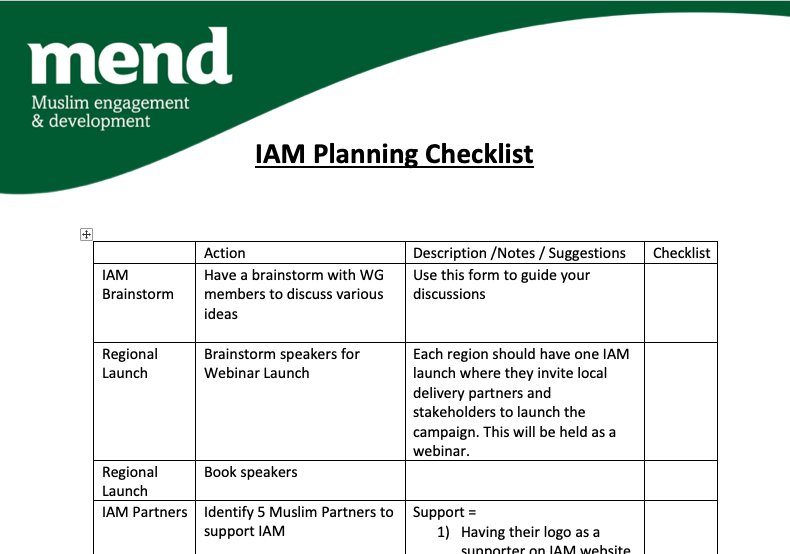 mend
Muslim engagement
& development
IAM Planning Checklist
Action
Description /Notes / Suggestions
Checklist
IAM
Brainstorm
Have a brainstorm with WG
members to discuss various
ideas
Use this form to guide your
discussions
Regional
Launch
Brainstorm speakers for
Webinar Launch
Each region should have one IAM
launch where they invite local
delivery partners and
stakeholders to launch the
campaign. This will be held as a
webinar.
Regional
Launch
Book speakers
IAM Partners
Identify 5 Muslim Partners to
support IAM
Support =
1) Having their logo as a
supporter on IAM website